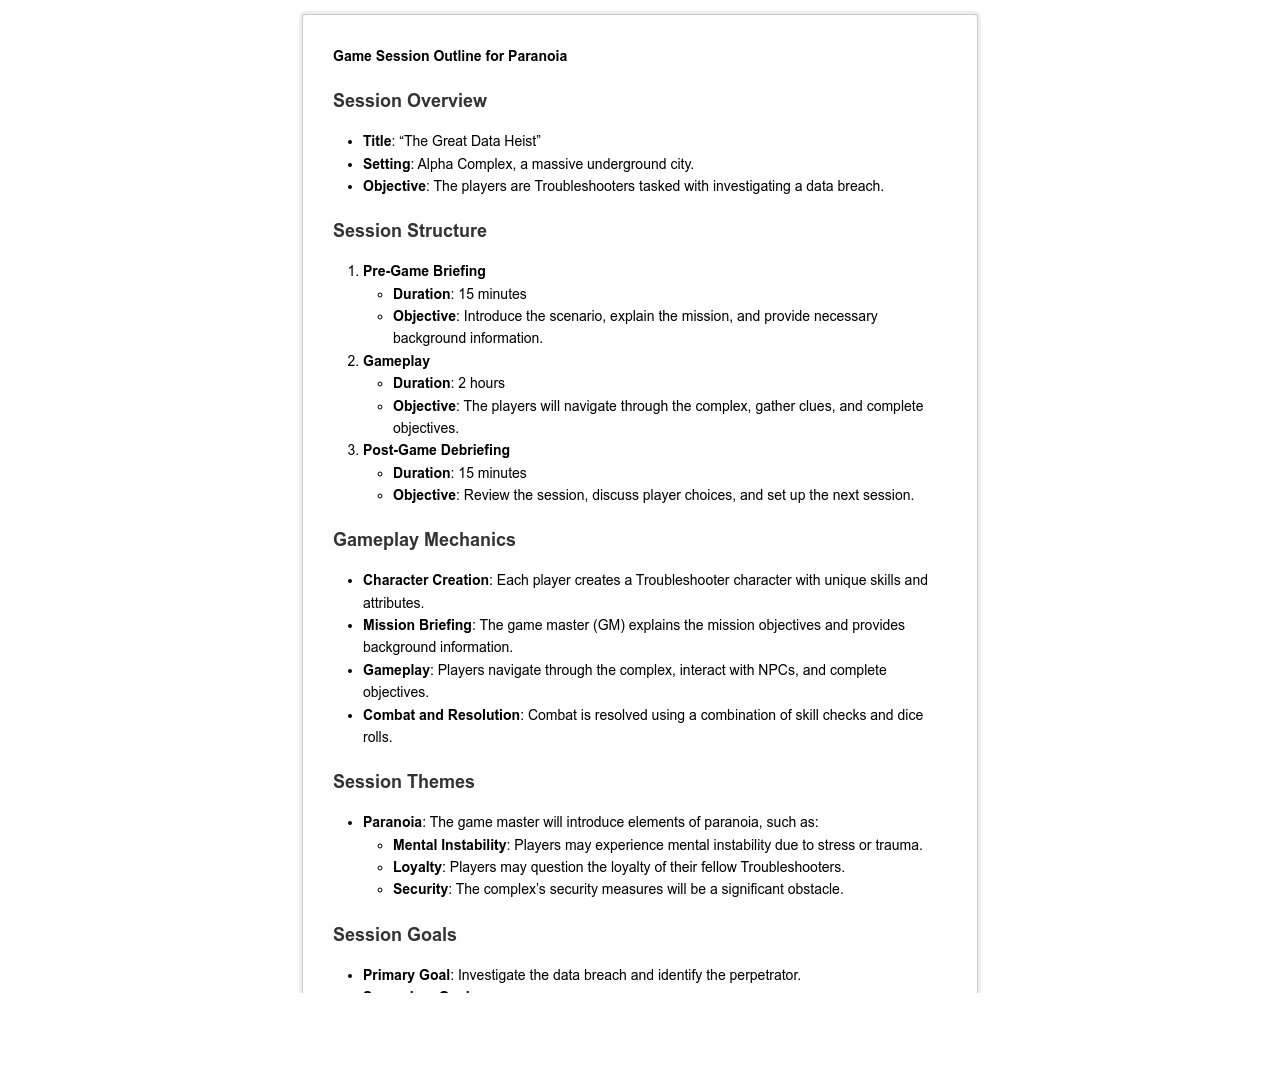 Game Session Outline for Paranoia
Session Overview
• Title: “The Great Data Heist”
• Setting: Alpha Complex, a massive underground city.
• Objective: The players are Troubleshooters tasked with investigating a data breach.
Session Structure
1. Pre-Game Briefing
◦ Duration: 15 minutes
◦ Objective: Introduce the scenario, explain the mission, and provide necessary
background information.
2. Gameplay
◦ Duration: 2 hours
◦ Objective: The players will navigate through the complex, gather clues, and complete
objectives.
3. Post-Game Debriefing
◦ Duration: 15 minutes
◦ Objective: Review the session, discuss player choices, and set up the next session.
Gameplay Mechanics
• Character Creation: Each player creates a Troubleshooter character with unique skills and
attributes.
• Mission Briefing: The game master (GM) explains the mission objectives and provides
background information.
• Gameplay: Players navigate through the complex, interact with NPCs, and complete
objectives.
• Combat and Resolution: Combat is resolved using a combination of skill checks and dice
rolls.
Session Themes
• Paranoia: The game master will introduce elements of paranoia, such as:
◦ Mental Instability: Players may experience mental instability due to stress or trauma.
◦ Loyalty: Players may question the loyalty of their fellow Troubleshooters.
◦ Security: The complex’s security measures will be a significant obstacle.
Session Goals
• Primary Goal: Investigate the data breach and identify the perpetrator.